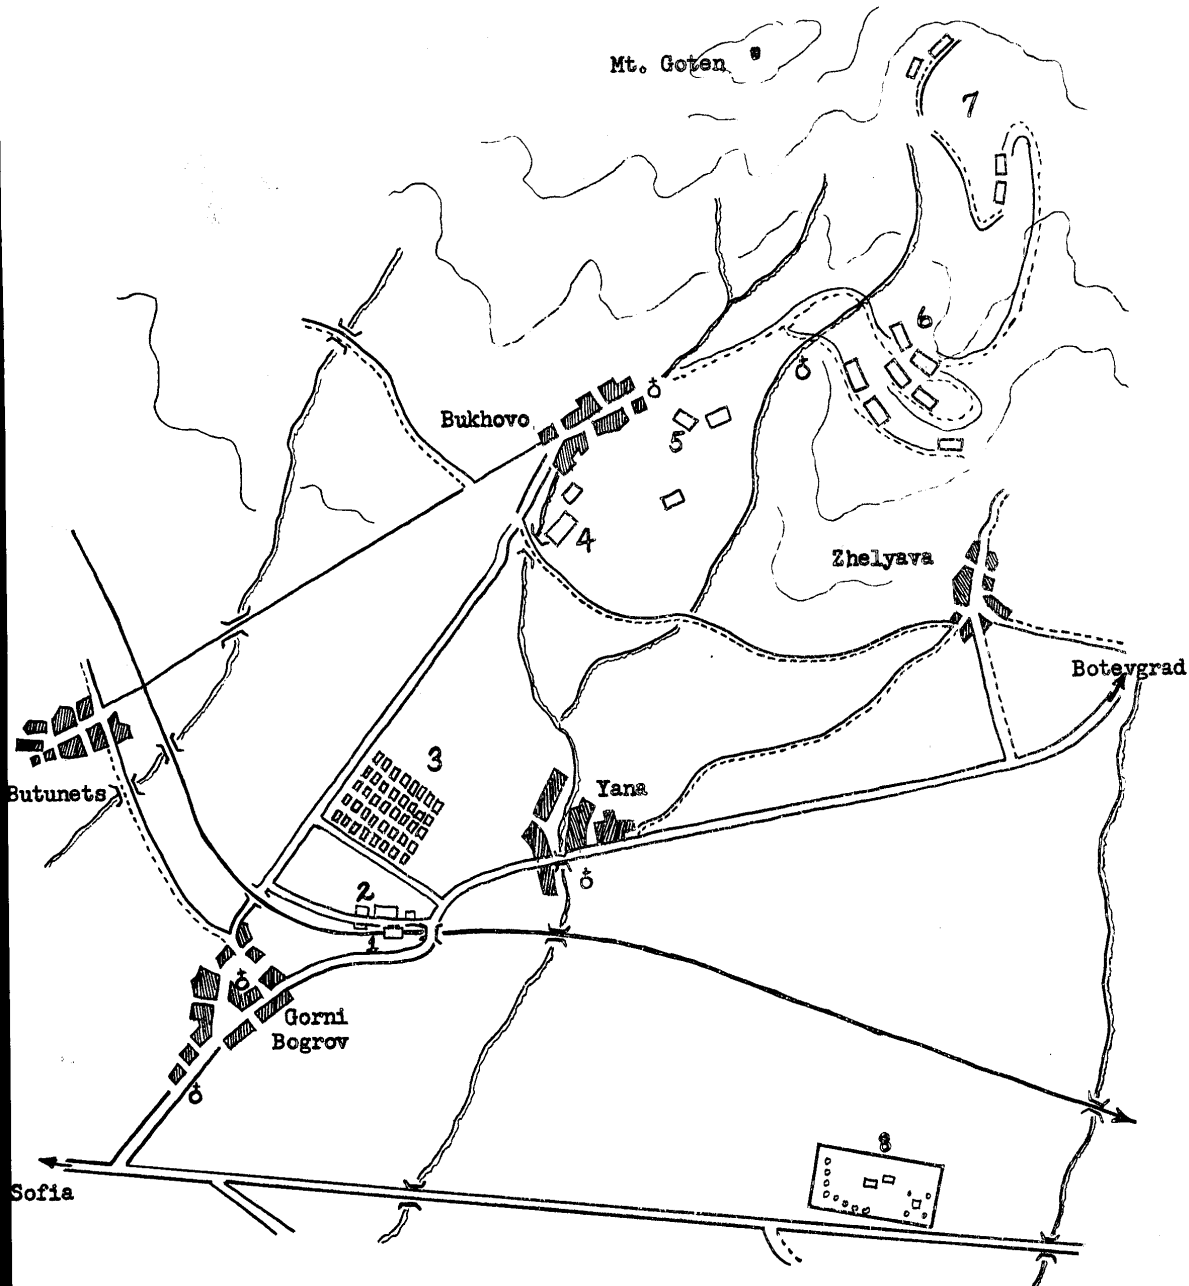 Mt. Goten
7
6
Bukhovo
5
4
Zhelyava
Botevgrad
3
Yana
Butunets
2
1
Gorni
Bogrov
8
Sofia